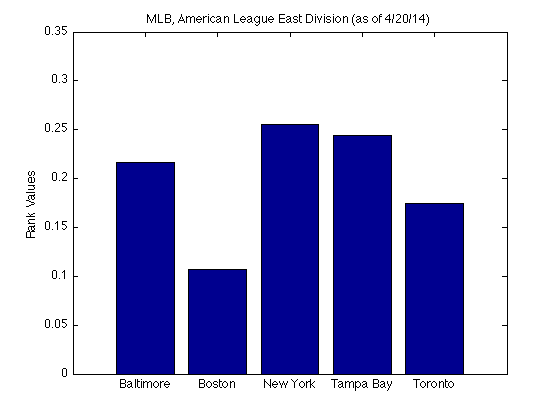 MLB, American League East Division (as of 4/20/14)
0.35
0.3
0.25
0.2
0.15
0.1
0.05
0
Rank Values
Baltimore Boston New York Tampa Bay Toronto